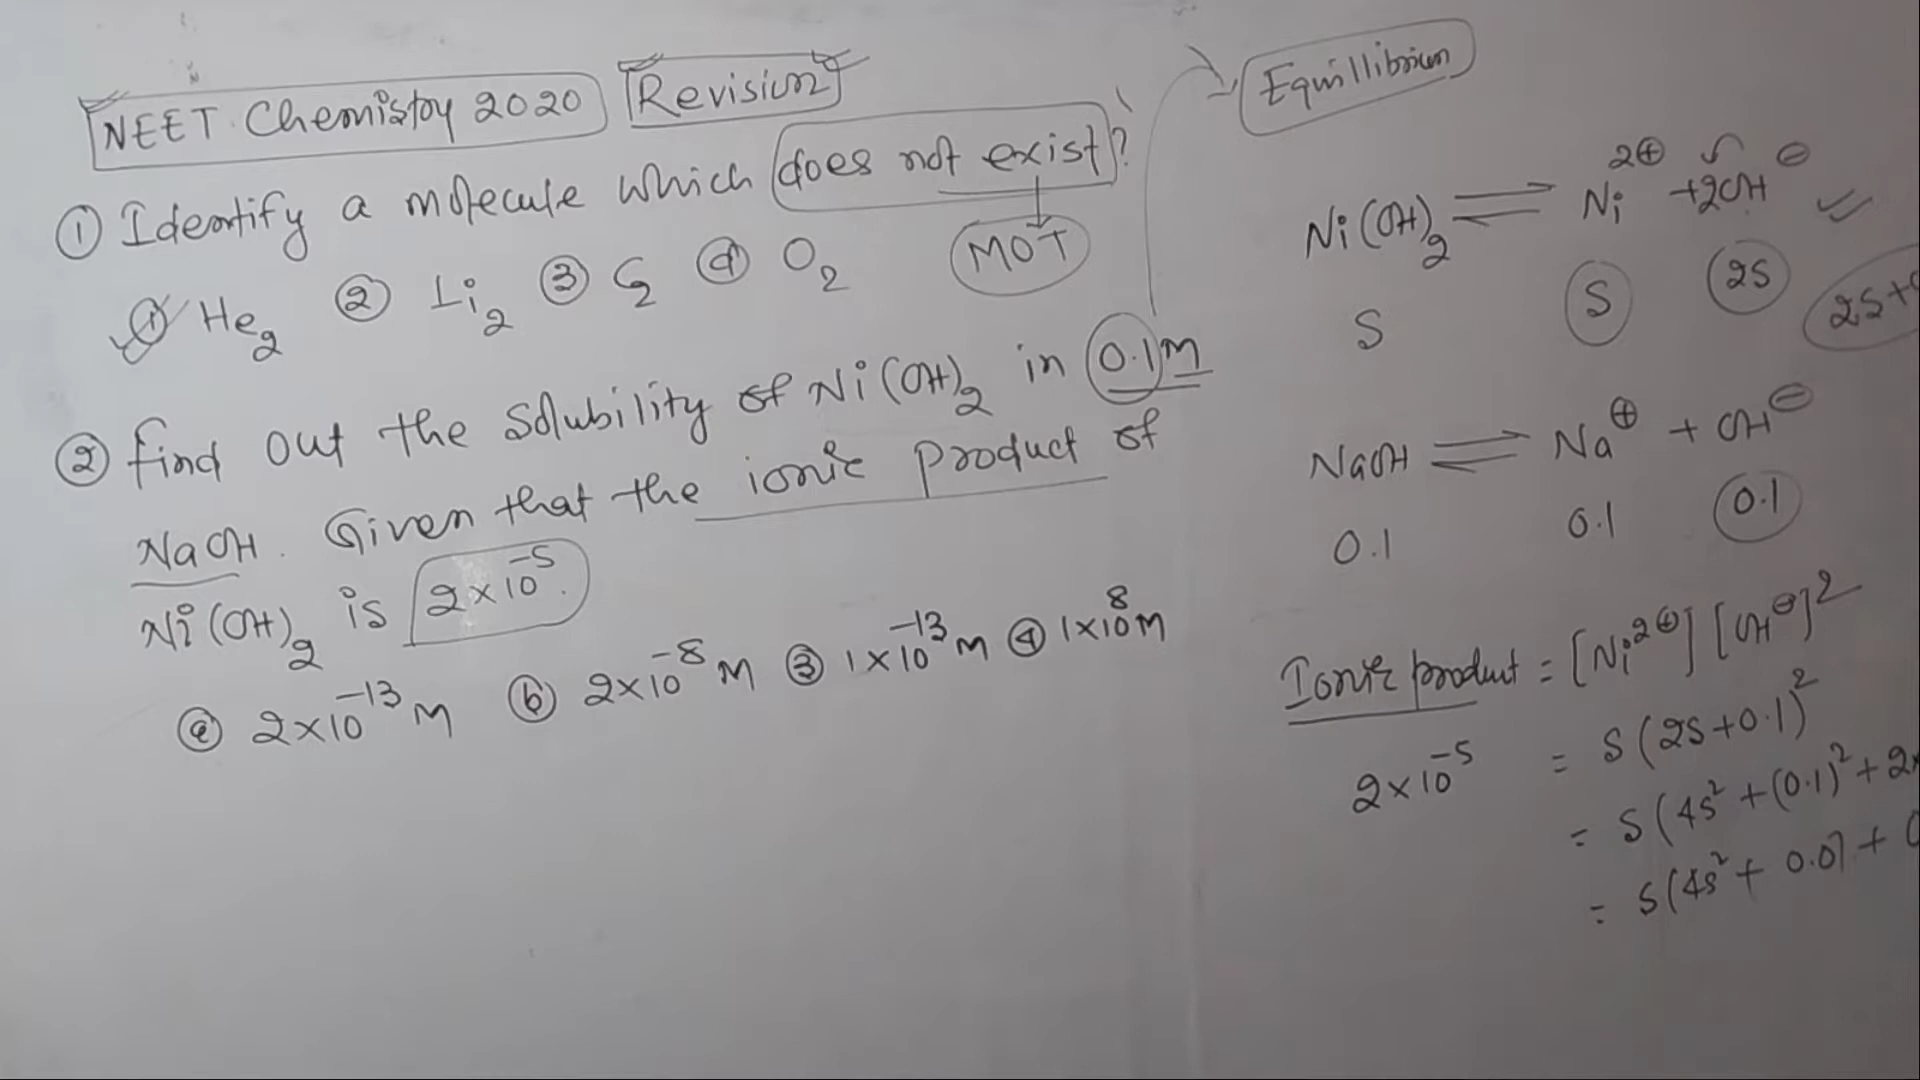 NEET Chemistry 2020 Revision
① Identify a molecule which does not exist?
① He₂ ② Li₂ ③ C₂ ④ O₂
MOT
② Find out the solubility of Ni(OH)₂ in 0.1M
NaOH. Given that the ionic product of
Ni(OH)₂ is 2×10⁻⁵.
ⓐ 2×10⁻¹³ M ⓑ 2×10⁻⁸ M ③ 1×10⁻¹³ M ④ 1×10⁸ M
Equillibrium
Ni(OH)₂ ⇌ Ni²⊕ + 2OH⊖
S S 2S
2S+
NaOH ⇌ Na⊕ + OH⊖
0.1 0.1 0.1
Ionic product = [Ni²⊕] [OH⊖]²
2×10⁻⁵ = S(2S+0.1)²
= S(4S²+(0.1)²+2
= S(4S²+0.01+